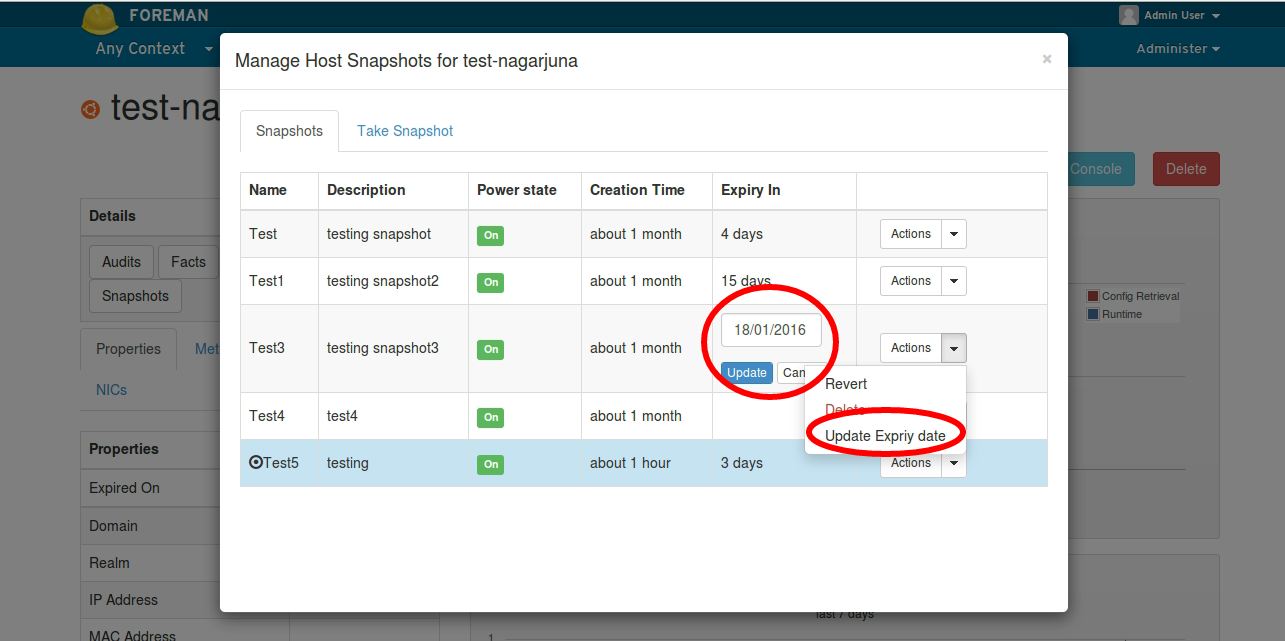 FOREMAN
Admin User
Any Context
Administer
Manage Host Snapshots for test-nagarjuna
×
test-na
Snapshots Take Snapshot
Console Delete
Name Description Power state Creation Time Expiry In
Details
Test testing snapshot On about 1 month 4 days Actions
Audits Facts
Test1 testing snapshot2 On about 1 month 15 days Actions
Snapshots
Config Retrieval
Runtime
18/01/2016
Properties Met
Test3 testing snapshot3 On about 1 month Actions
Update Can
Revert
NICs
Delete
Test4 test4 On about 1 month
Update Expriy date
Properties
Test5 testing On about 1 hour 3 days Actions
Expired On
Domain
Realm
IP Address
last 7 days
MAC Address
1